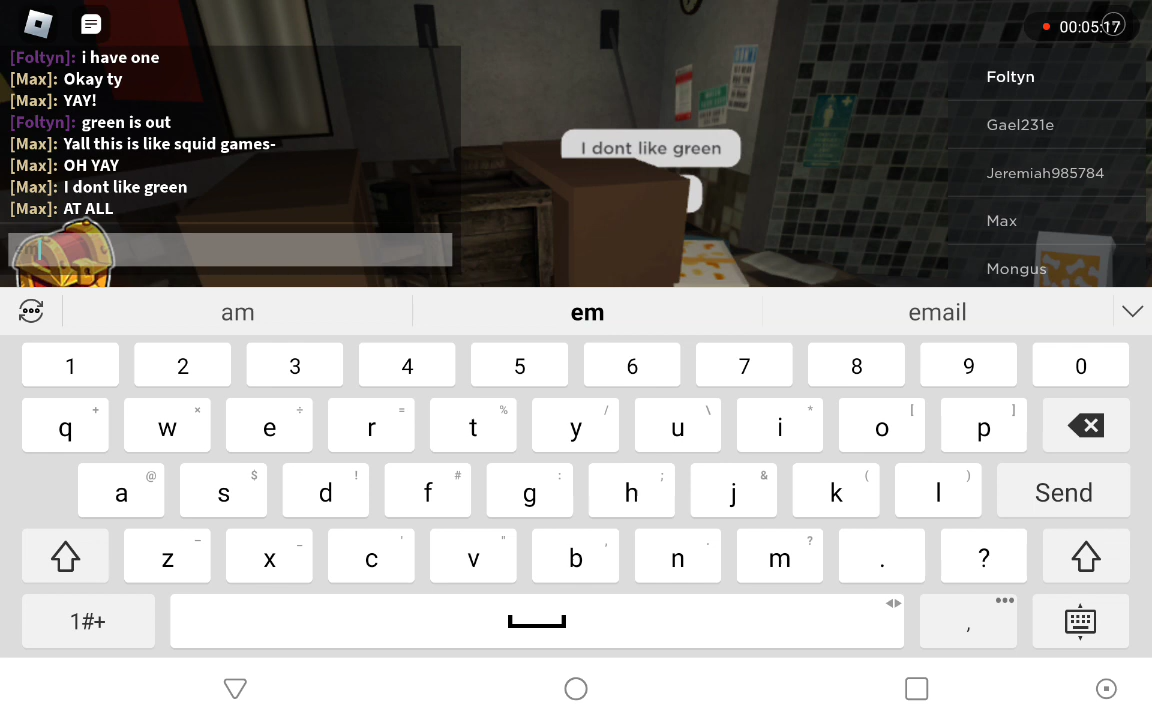 00:05:17
[Foltyn]: i have one
[Max]: Okay ty
[Max]: YAY!
[Foltyn]: green is out
[Max]: Yall this is like squid games-
[Max]: OH YAY
[Max]: I dont like green
[Max]: AT ALL
em
I dont like green
Foltyn
Gael231e
Jeremiah985784
Max
Mongus
am em email
1 2 3 4 5 6 7 8 9 0
+ × ÷ = % / \ * [ ]
q w e r t y u i o p
@ $ ! # : ; & ( )
a s d f g h j k l Send
z x c v b n m . ?
1#+ ,